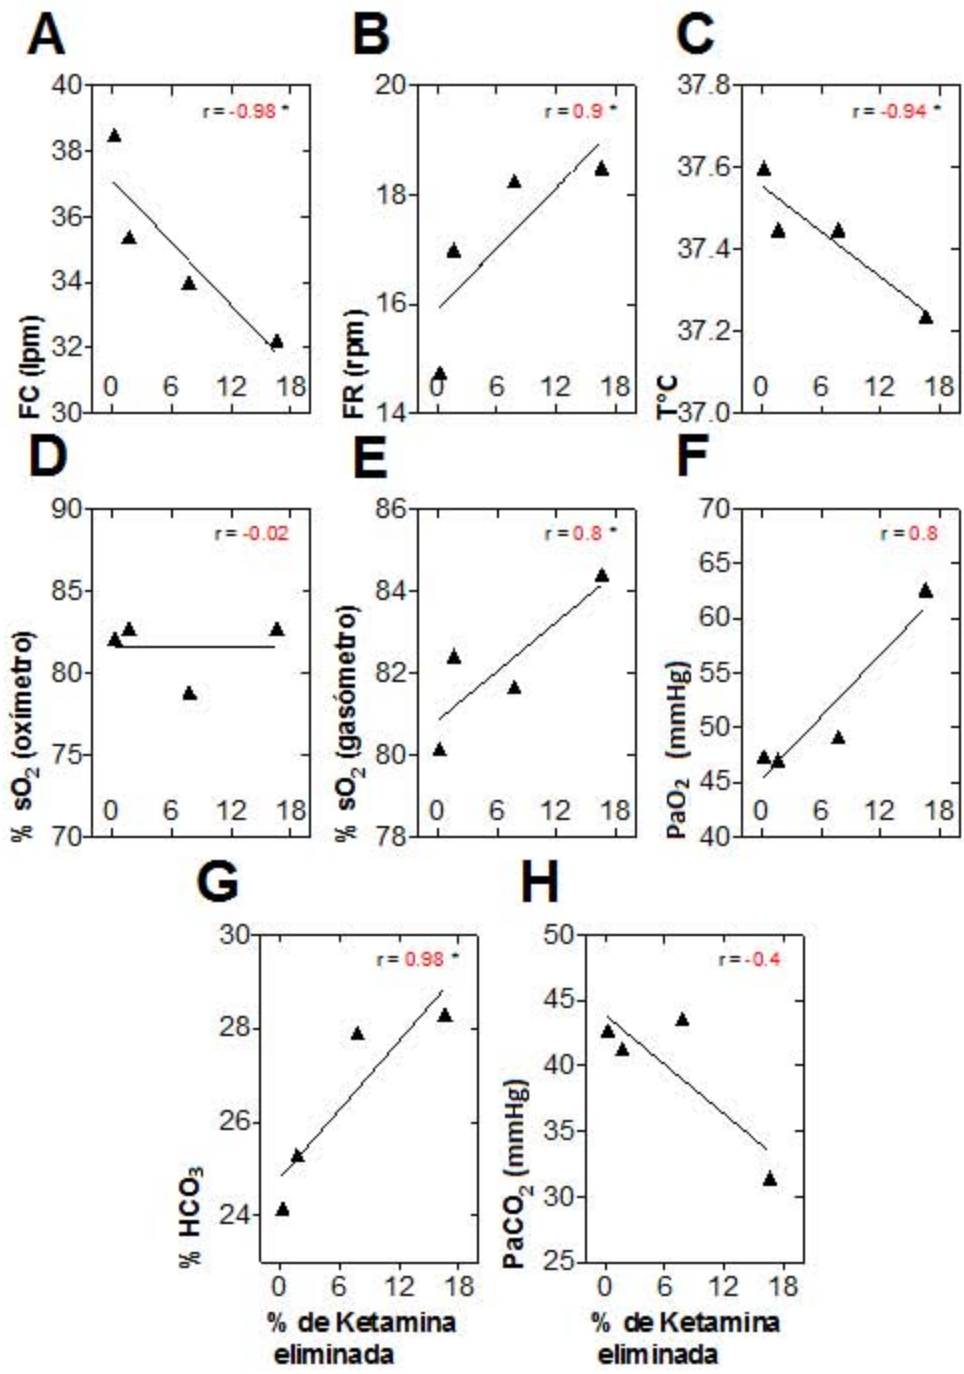 A
B
C
FC (lpm)
40
38
36
34
32
30
0 6 12 18
r = -0.98 *
FR (rpm)
20
18
16
14
0 6 12 18
r = 0.9 *
T°C
37.8
37.6
37.4
37.2
37.0
0 6 12 18
r = -0.94 *
D
E
F
% sO₂ (oxímetro)
90
85
80
75
70
0 6 12 18
r = -0.02
% sO₂ (gasómetro)
86
84
82
80
78
0 6 12 18
r = 0.8 *
PaO₂ (mmHg)
70
65
60
55
50
45
40
0 6 12 18
r = 0.8
G
H
% HCO₃
30
28
26
24
0 6 12 18
r = 0.98 *
% de Ketamina
eliminada
PaCO₂ (mmHg)
50
45
40
35
30
25
0 6 12 18
r = -0.4
% de Ketamina
eliminada